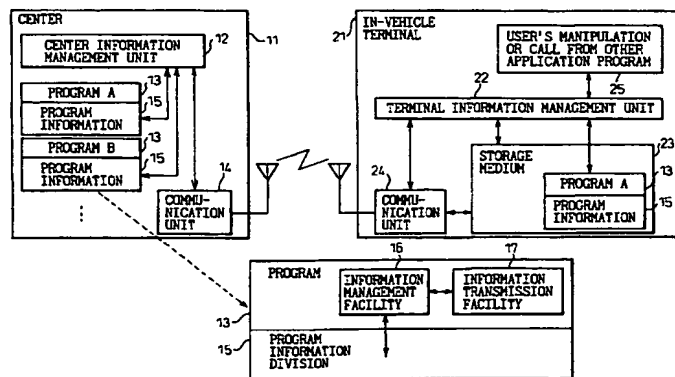 CENTER
11
CENTER INFORMATION
MANAGEMENT UNIT
12
PROGRAM A
13
PROGRAM
INFORMATION
15
PROGRAM B
13
PROGRAM
INFORMATION
15
14
COMMU-
NICATION
UNIT
21
IN-VEHICLE
TERMINAL
USER'S MANIPULATION
OR CALL FROM OTHER
APPLICATION PROGRAM
25
22
TERMINAL INFORMATION MANAGEMENT UNIT
23
STORAGE
MEDIUM
24
COMMU-
NICATION
UNIT
PROGRAM A
13
PROGRAM
INFORMATION
15
16
17
PROGRAM
INFORMATION
MANAGEMENT
FACILITY
INFORMATION
TRANSMISSION
FACILITY
13
15
PROGRAM
INFORMATION
DIVISION